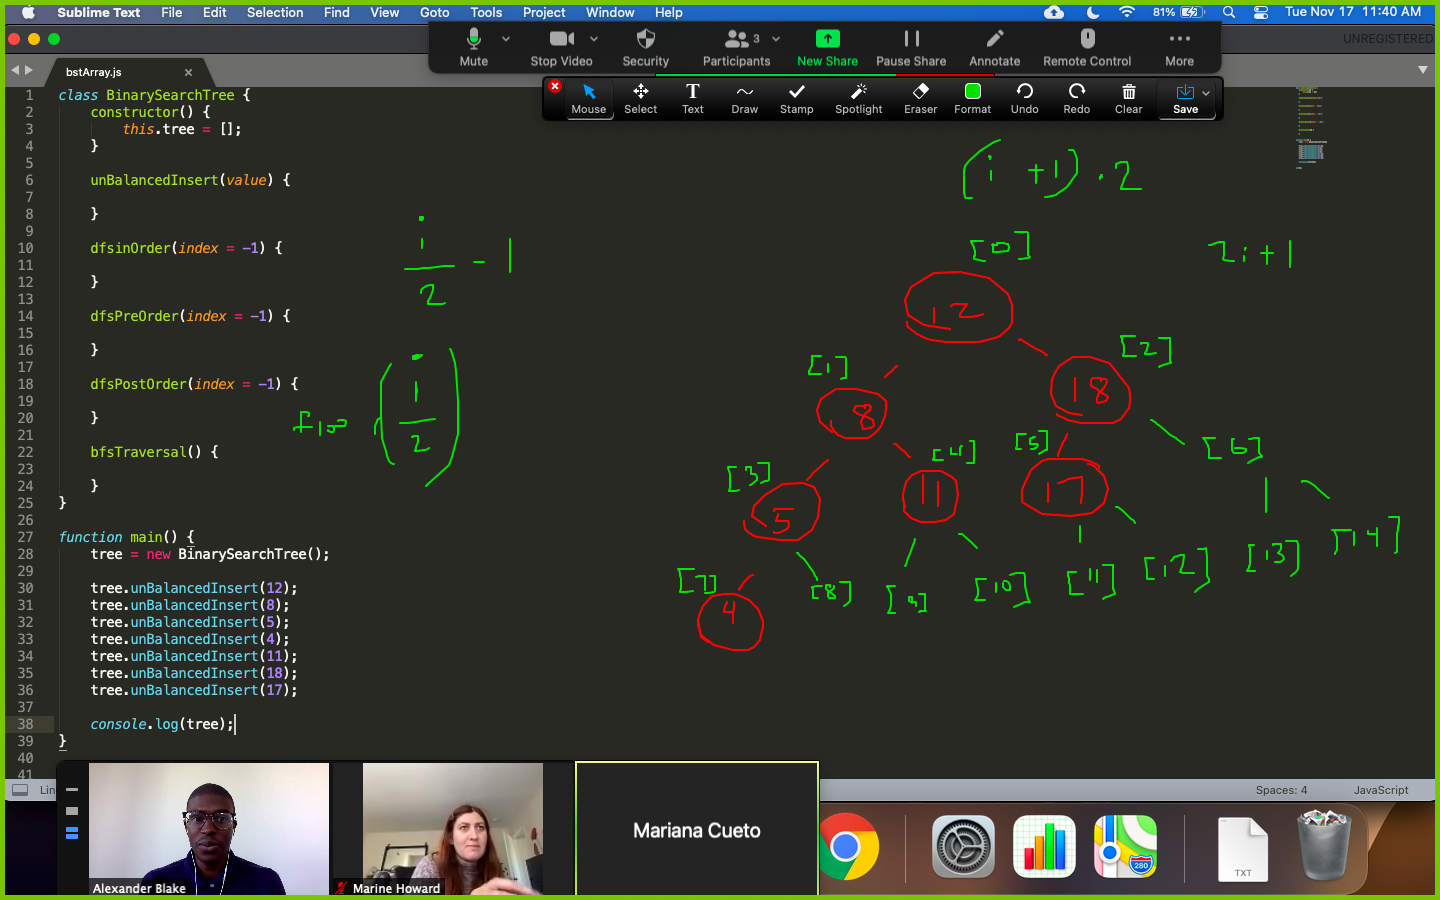 Sublime Text File Edit Selection Find View Goto Tools Project Window Help 81% Tue Nov 17 11:40 AM
UNREGISTERED
Mute Stop Video Security Participants 3 New Share Pause Share Annotate Remote Control More
bstArray.js
Mouse Select Text Draw Stamp Spotlight Eraser Format Undo Redo Clear Save
1 class BinarySearchTree {
2 constructor() {
3 this.tree = [];
4 }
5
6 unBalancedInsert(value) {
7
8 }
9
10 dfsinOrder(index = -1) {
11
12 }
13
14 dfsPreOrder(index = -1) {
15
16 }
17
18 dfsPostOrder(index = -1) {
19
20 }
21
22 bfsTraversal() {
23
24 }
25 }
26
27 function main() {
28 tree = new BinarySearchTree();
29
30 tree.unBalancedInsert(12);
31 tree.unBalancedInsert(8);
32 tree.unBalancedInsert(5);
33 tree.unBalancedInsert(4);
34 tree.unBalancedInsert(11);
35 tree.unBalancedInsert(18);
36 tree.unBalancedInsert(17);
37
38 console.log(tree);
39 }
40
41
(i +1) . 2
[0] 2i+1
i
— - 1
2
12
[1] [2]
8 18
i
—
2
[3] [4] [5] [6]
5 11 17
[7] [8] [9] [10] [11] [12] [13] [14]
4
Lin Spaces: 4 JavaScript
Alexander Blake
Marine Howard
Mariana Cueto
280
TXT